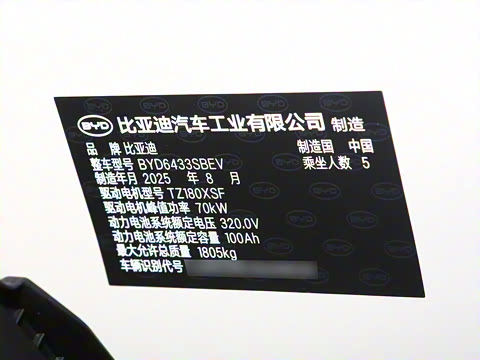 BYD 比亚迪汽车工业有限公司 制造
品 牌 比亚迪 制造国 中国
整车型号 BYD6433SBEV 乘坐人数 5
制造年月 2025 年 8 月
驱动电机型号 TZ180XSF
驱动电机峰值功率 70kW
动力电池系统额定电压 320.0V
动力电池系统额定容量 100Ah
最大允许总质量 1805kg
车辆识别代号